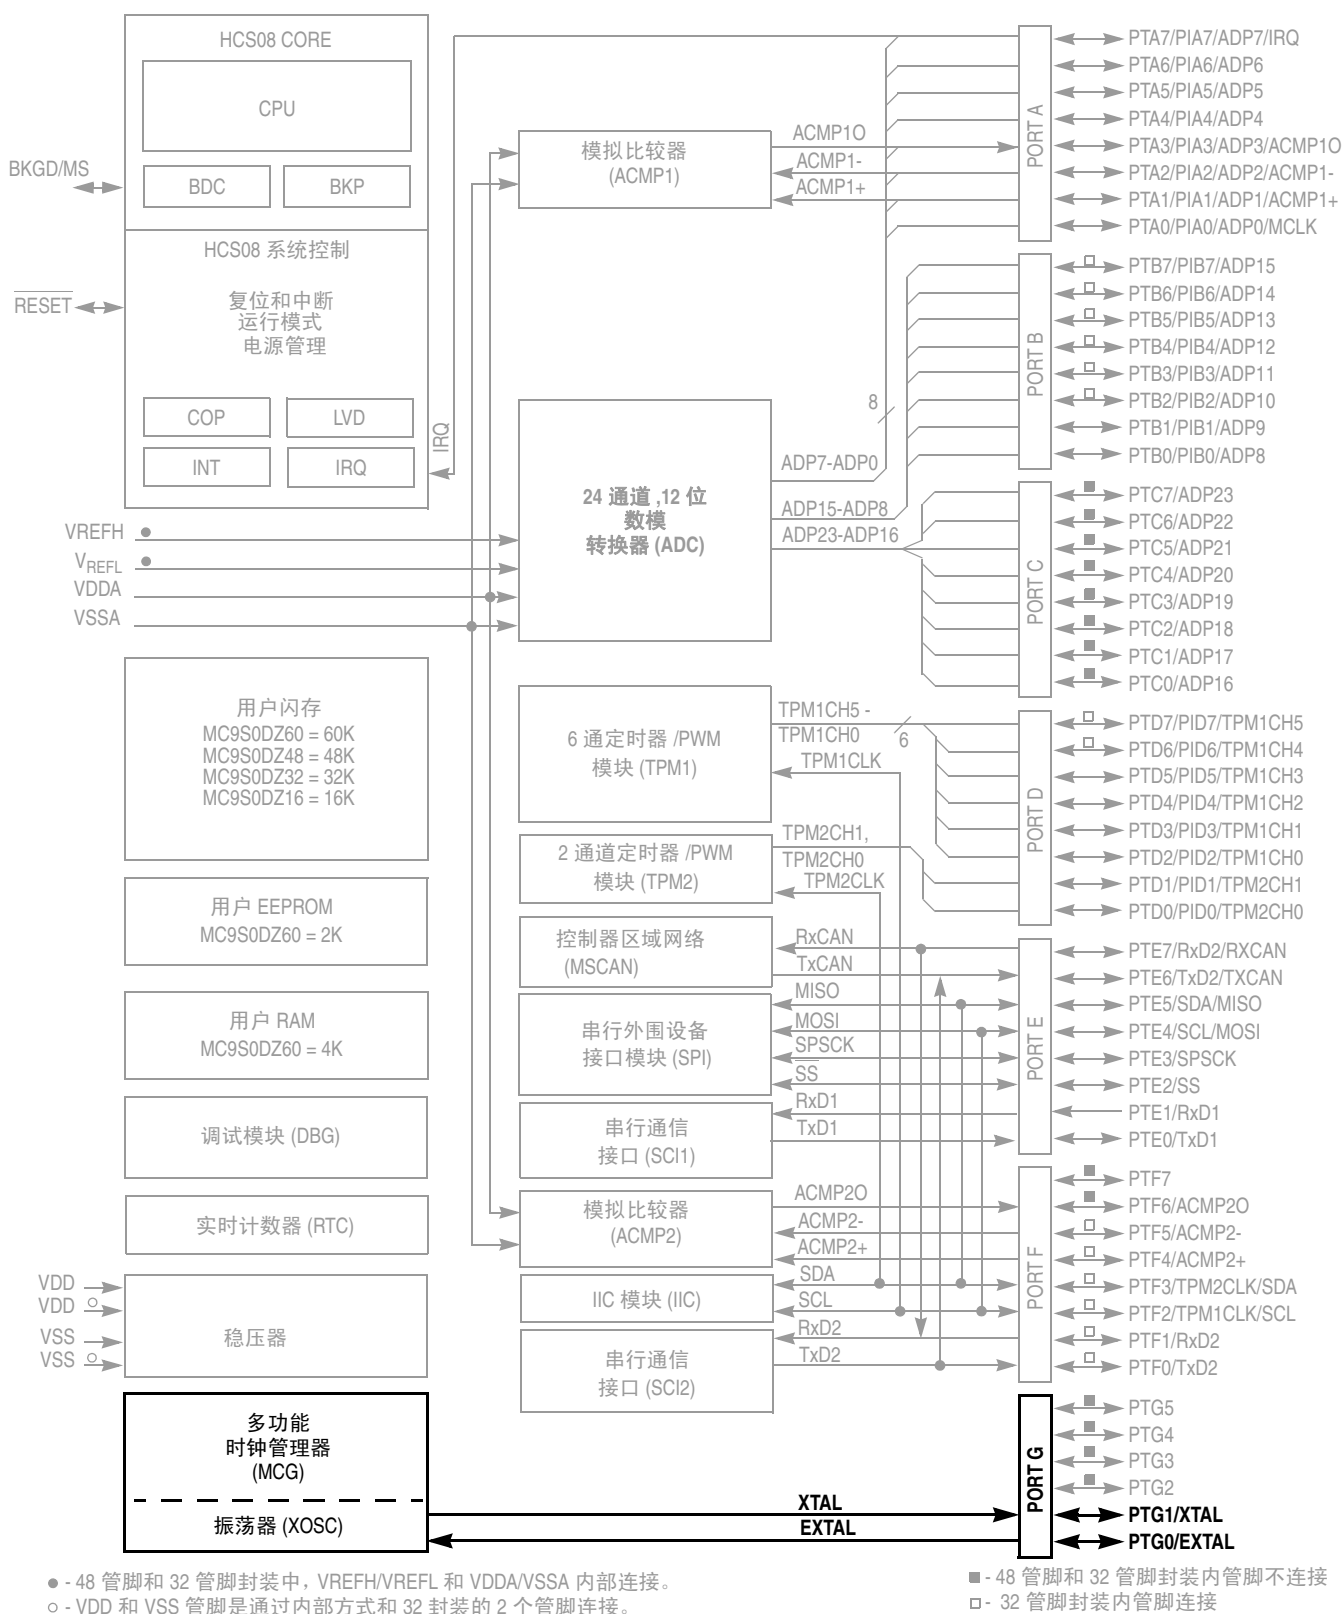 HCS08 CORE
CPU
BDC
BKP
BKGD/MS
HCS08 系统控制
RESET
复位和中断
运行模式
电源管理
COP
LVD
INT
IRQ
IRQ
VREFH
VREFL
VDDA
VSSA
用户闪存
MC9S0DZ60 = 60K
MC9S0DZ48 = 48K
MC9S0DZ32 = 32K
MC9S0DZ16 = 16K
用户 EEPROM
MC9S0DZ60 = 2K
用户 RAM
MC9S0DZ60 = 4K
调试模块 (DBG)
实时计数器 (RTC)
VDD
VDD
VSS
VSS
稳压器
多功能
时钟管理器
(MCG)
振荡器 (XOSC)
模拟比较器
(ACMP1)
ACMP1O
ACMP1-
ACMP1+
24 通道 ,12 位
数模
转换器 (ADC)
8
ADP7-ADP0
ADP15-ADP8
ADP23-ADP16
6 通定时器 /PWM
模块 (TPM1)
TPM1CH5 -
TPM1CH0
6
TPM1CLK
2 通道定时器 /PWM
模块 (TPM2)
TPM2CH1,
TPM2CH0
TPM2CLK
控制器区域网络
(MSCAN)
RxCAN
TxCAN
串行外围设备
接口模块 (SPI)
MISO
MOSI
SPSCK
SS
串行通信
接口 (SCI1)
RxD1
TxD1
模拟比较器
(ACMP2)
ACMP2O
ACMP2-
ACMP2+
IIC 模块 (IIC)
SDA
SCL
串行通信
接口 (SCI2)
RxD2
TxD2
XTAL
EXTAL
PORT A
PTA7/PIA7/ADP7/IRQ
PTA6/PIA6/ADP6
PTA5/PIA5/ADP5
PTA4/PIA4/ADP4
PTA3/PIA3/ADP3/ACMP1O
PTA2/PIA2/ADP2/ACMP1-
PTA1/PIA1/ADP1/ACMP1+
PTA0/PIA0/ADP0/MCLK
PORT B
PTB7/PIB7/ADP15
PTB6/PIB6/ADP14
PTB5/PIB5/ADP13
PTB4/PIB4/ADP12
PTB3/PIB3/ADP11
PTB2/PIB2/ADP10
PTB1/PIB1/ADP9
PTB0/PIB0/ADP8
PORT C
PTC7/ADP23
PTC6/ADP22
PTC5/ADP21
PTC4/ADP20
PTC3/ADP19
PTC2/ADP18
PTC1/ADP17
PTC0/ADP16
PORT D
PTD7/PID7/TPM1CH5
PTD6/PID6/TPM1CH4
PTD5/PID5/TPM1CH3
PTD4/PID4/TPM1CH2
PTD3/PID3/TPM1CH1
PTD2/PID2/TPM1CH0
PTD1/PID1/TPM2CH1
PTD0/PID0/TPM2CH0
PORT E
PTE7/RxD2/RXCAN
PTE6/TxD2/TXCAN
PTE5/SDA/MISO
PTE4/SCL/MOSI
PTE3/SPSCK
PTE2/SS
PTE1/RxD1
PTE0/TxD1
PORT F
PTF7
PTF6/ACMP2O
PTF5/ACMP2-
PTF4/ACMP2+
PTF3/TPM2CLK/SDA
PTF2/TPM1CLK/SCL
PTF1/RxD2
PTF0/TxD2
PORT G
PTG5
PTG4
PTG3
PTG2
PTG1/XTAL
PTG0/EXTAL
● - 48 管脚和 32 管脚封装中, VREFH/VREFL 和 VDDA/VSSA 内部连接。
○ - VDD 和 VSS 管脚是通过内部方式和 32 封装的 2 个管脚连接。
■ - 48 管脚和 32 管脚封装内管脚不连接
□ - 32 管脚封装内管脚连接